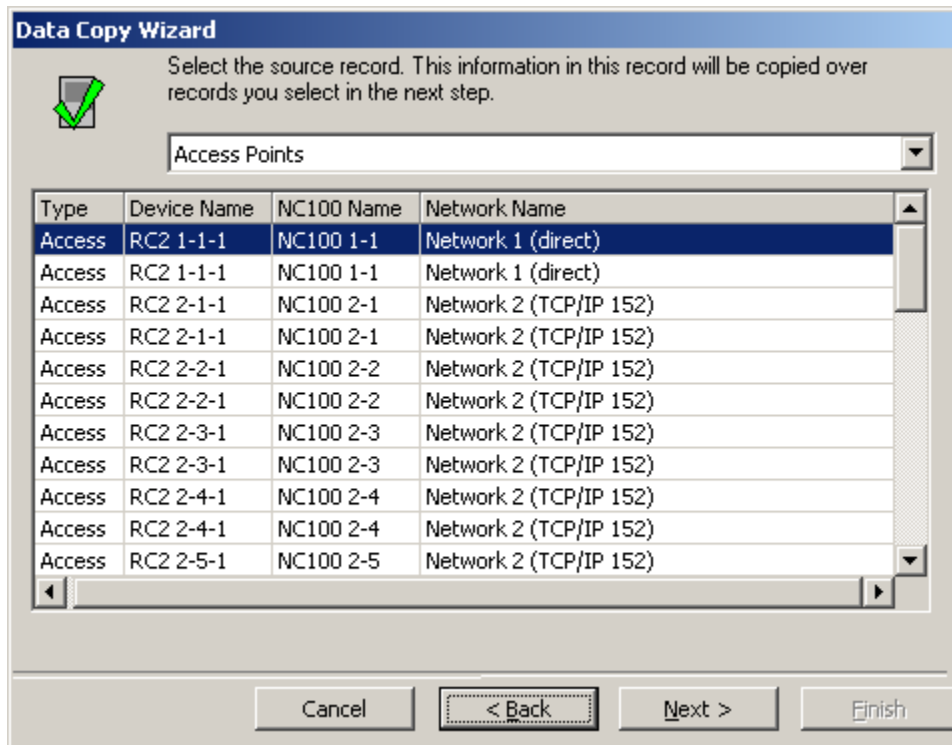 Data Copy Wizard
Select the source record. This information in this record will be copied over
records you select in the next step.
Access Points
Type Device Name NC100 Name Network Name
Access RC2 1-1-1 NC100 1-1 Network 1 (direct)
Access RC2 1-1-1 NC100 1-1 Network 1 (direct)
Access RC2 2-1-1 NC100 2-1 Network 2 (TCP/IP 152)
Access RC2 2-1-1 NC100 2-1 Network 2 (TCP/IP 152)
Access RC2 2-2-1 NC100 2-2 Network 2 (TCP/IP 152)
Access RC2 2-2-1 NC100 2-2 Network 2 (TCP/IP 152)
Access RC2 2-3-1 NC100 2-3 Network 2 (TCP/IP 152)
Access RC2 2-3-1 NC100 2-3 Network 2 (TCP/IP 152)
Access RC2 2-4-1 NC100 2-4 Network 2 (TCP/IP 152)
Access RC2 2-4-1 NC100 2-4 Network 2 (TCP/IP 152)
Access RC2 2-5-1 NC100 2-5 Network 2 (TCP/IP 152)
Cancel < Back Next > Finish